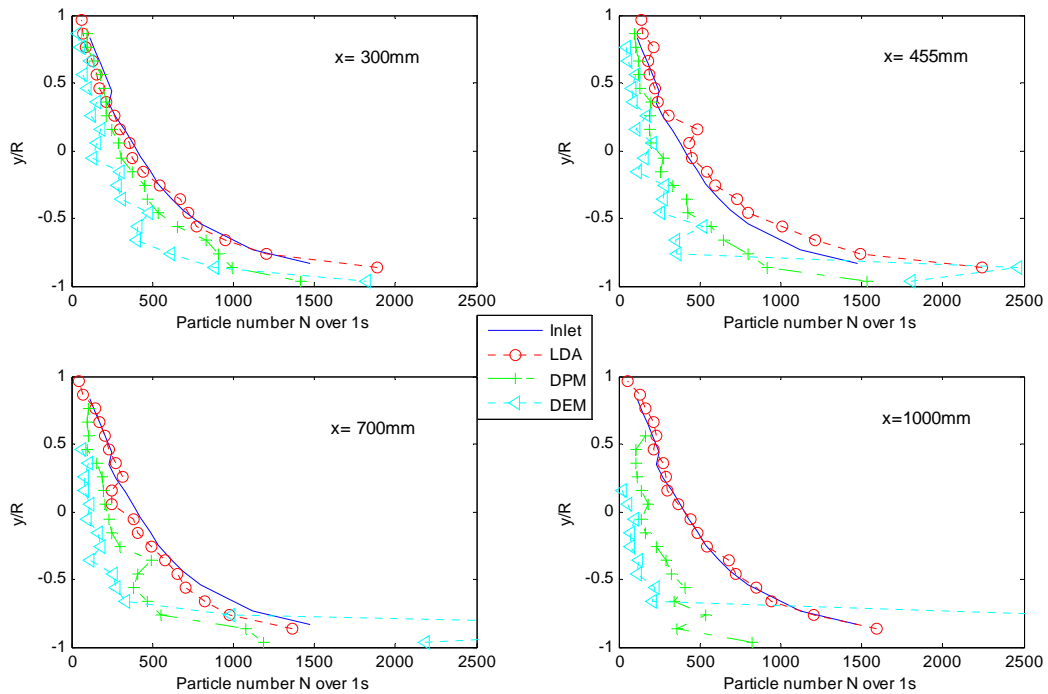 1
0.5
0
-0.5
-1
y/R
x= 300mm
0
500
1000
1500
2000
2500
Particle number N over 1s
1
0.5
0
-0.5
-1
y/R
x= 455mm
0
500
1000
1500
2000
2500
Particle number N over 1s
Inlet
LDA
DPM
DEM
1
0.5
0
-0.5
-1
y/R
x= 700mm
0
500
1000
1500
2000
2500
Particle number N over 1s
1
0.5
0
-0.5
-1
y/R
x=1000mm
0
500
1000
1500
2000
2500
Particle number N over 1s